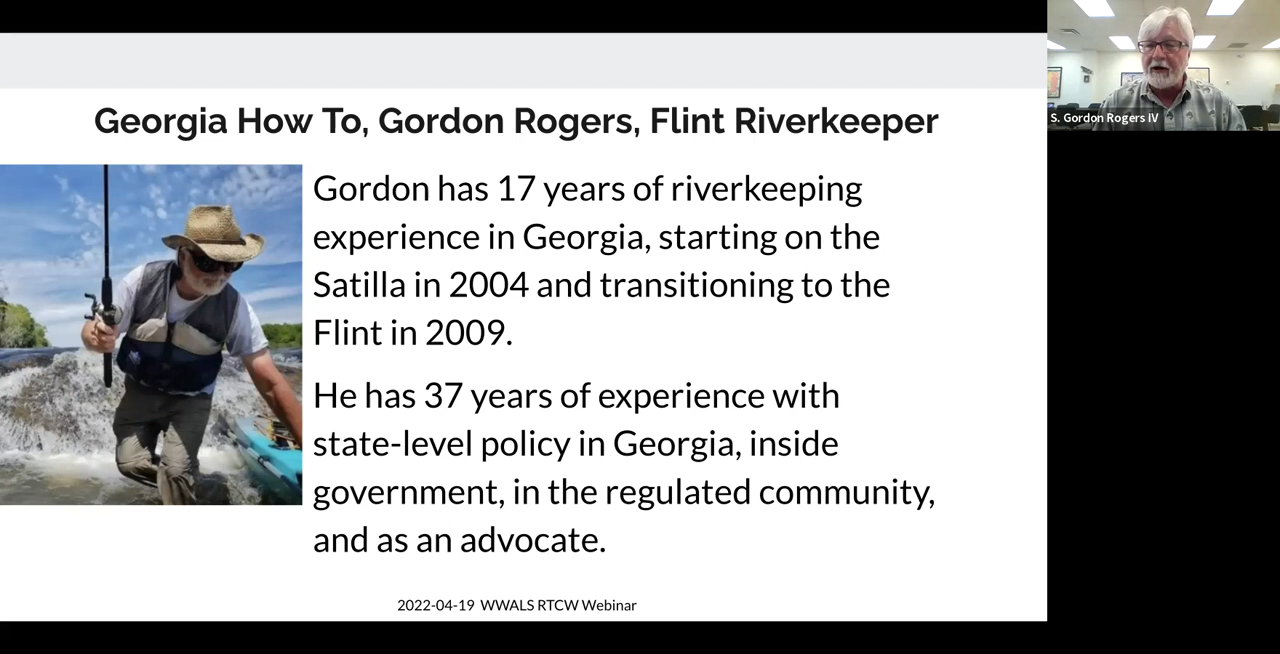 Georgia How To, Gordon Rogers, Flint Riverkeeper
Gordon has 17 years of riverkeeping
experience in Georgia, starting on the
Satilla in 2004 and transitioning to the
Flint in 2009.
He has 37 years of experience with
state-level policy in Georgia, inside
government, in the regulated community,
and as an advocate.
2022-04-19 WWALS RTCW Webinar
S. Gordon Rogers IV